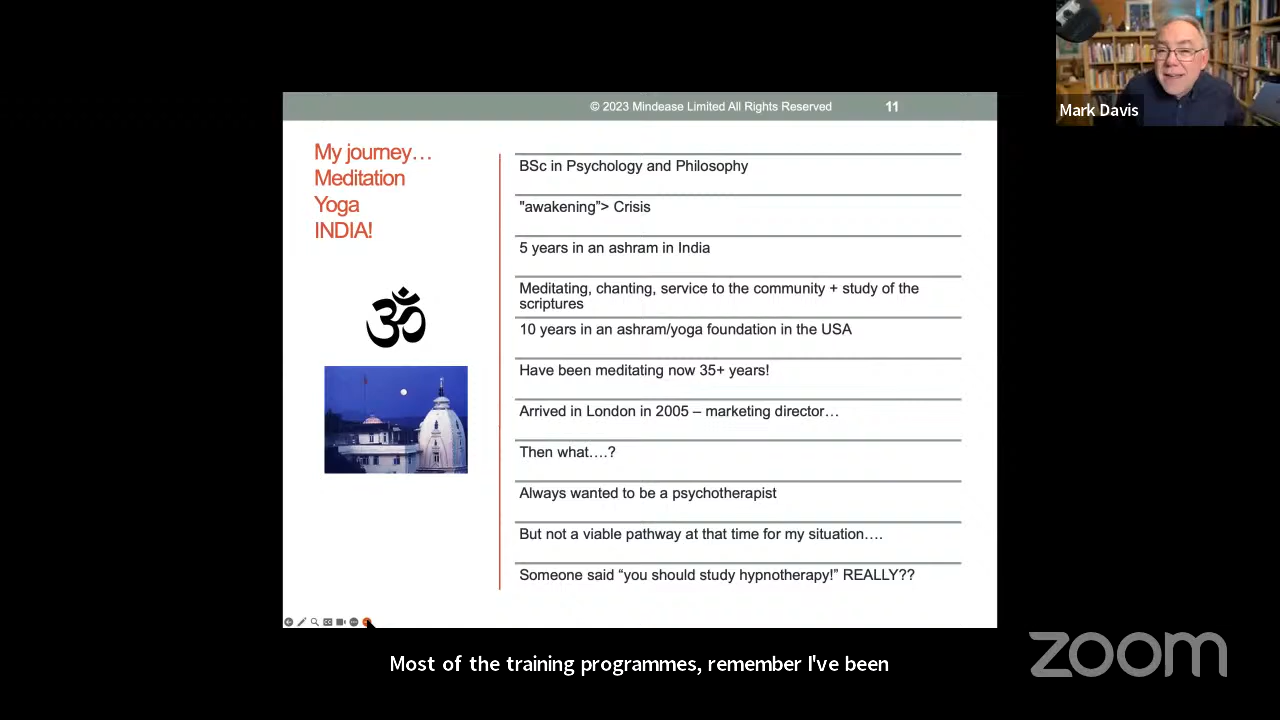 © 2023 Mindease Limited All Rights Reserved 11
Mark Davis
My journey…
Meditation
Yoga
INDIA!
ॐ
BSc in Psychology and Philosophy
"awakening”> Crisis
5 years in an ashram in India
Meditating, chanting, service to the community + study of the
scriptures
10 years in an ashram/yoga foundation in the USA
Have been meditating now 35+ years!
Arrived in London in 2005 – marketing director…
Then what….?
Always wanted to be a psychotherapist
But not a viable pathway at that time for my situation….
Someone said “you should study hypnotherapy!” REALLY??
Most of the training programmes, remember I've been
zoom